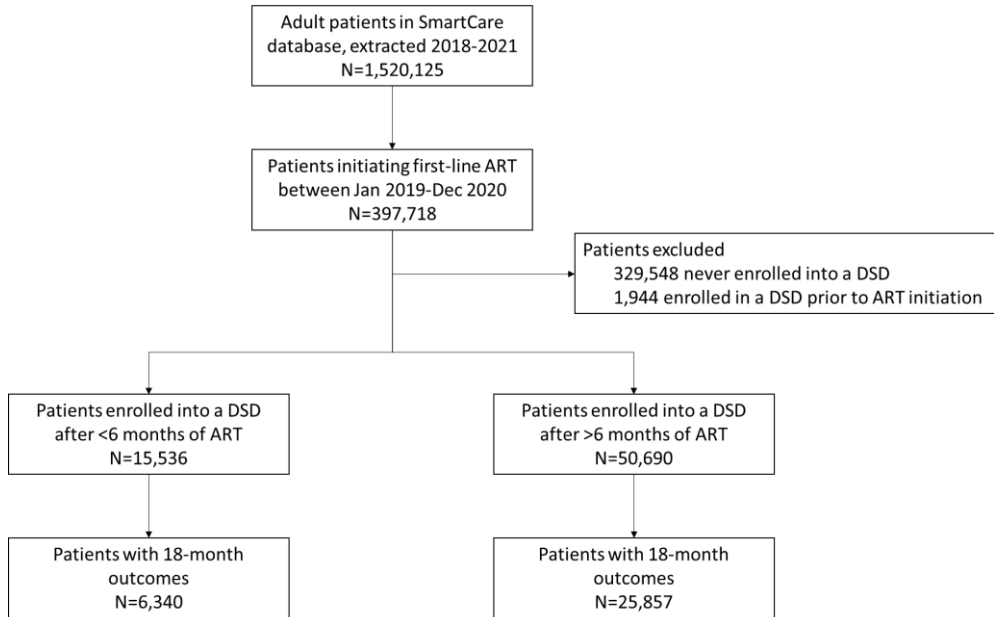 Adult patients in SmartCare
database, extracted 2018-2021
N=1,520,125
Patients initiating first-line ART
between Jan 2019-Dec 2020
N=397,718
Patients excluded
329,548 never enrolled into a DSD
1,944 enrolled in a DSD prior to ART initiation
Patients enrolled into a DSD
after <6 months of ART
N=15,536
Patients enrolled into a DSD
after >6 months of ART
N=50,690
Patients with 18-month
outcomes
N=6,340
Patients with 18-month
outcomes
N=25,857